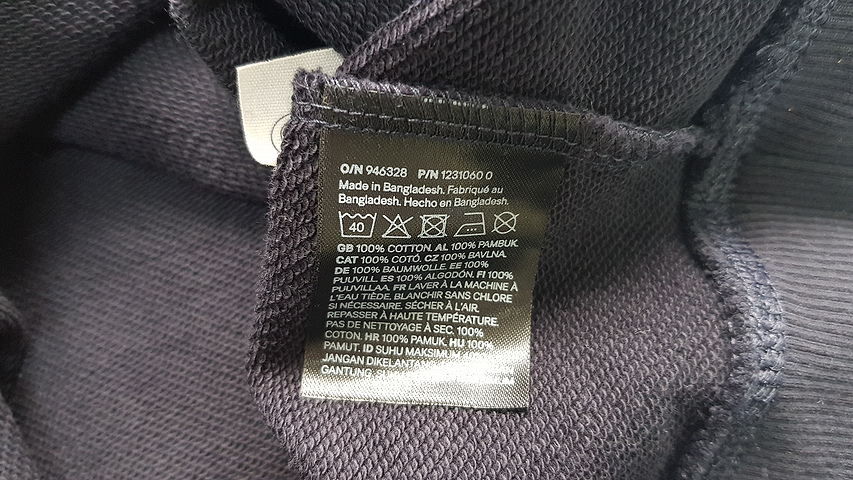 O/N 946328 P/N 1231060 0
Made in Bangladesh. Fabriqué au
Bangladesh. Hecho en Bangladesh.
40
GB 100% COTTON. AL 100% PAMBUK.
CAT 100% COTÓ. CZ 100% BAVLNA.
DE 100% BAUMWOLLE. EE 100%
PUUVILL. ES 100% ALGODÓN. FI 100%
PUUVILLAA. FR LAVER À LA MACHINE À
L'EAU TIÈDE. BLANCHIR SANS CHLORE
SI NÉCESSAIRE. SÉCHER À L'AIR.
REPASSER À HAUTE TEMPÉRATURE.
PAS DE NETTOYAGE À SEC. 100%
COTON. HR 100% PAMUK. HU 100%
PAMUT. ID SUHU MAKSIMUM
JANGAN DIKELANTAN
GANTUNG.